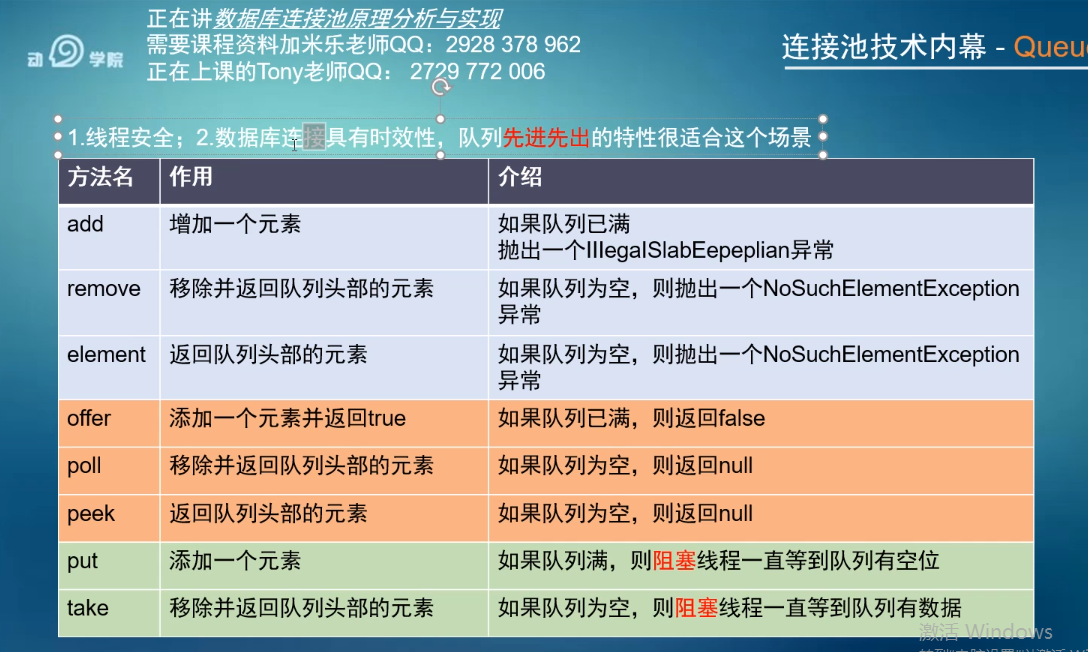 正在讲数据库连接池原理分析与实现
需要课程资料加米乐老师QQ：2928 378 962
正在上课的Tony老师QQ： 2729 772 006
动 学院
连接池技术内幕 - Queu
1.线程安全；2.数据库连接具有时效性，队列先进先出的特性很适合这个场景
方法名 作用 介绍
add 增加一个元素 如果队列已满
抛出一个IIIegaISlabEepeplian异常
remove 移除并返回队列头部的元素 如果队列为空，则抛出一个NoSuchElementException
异常
element 返回队列头部的元素 如果队列为空，则抛出一个NoSuchElementException
异常
offer 添加一个元素并返回true 如果队列已满，则返回false
poll 移除并返回队列头部的元素 如果队列为空，则返回null
peek 返回队列头部的元素 如果队列为空，则返回null
put 添加一个元素 如果队列满，则阻塞线程一直等到队列有空位
take 移除并返回队列头部的元素 如果队列为空，则阻塞线程一直等到队列有数据
激活 Windows